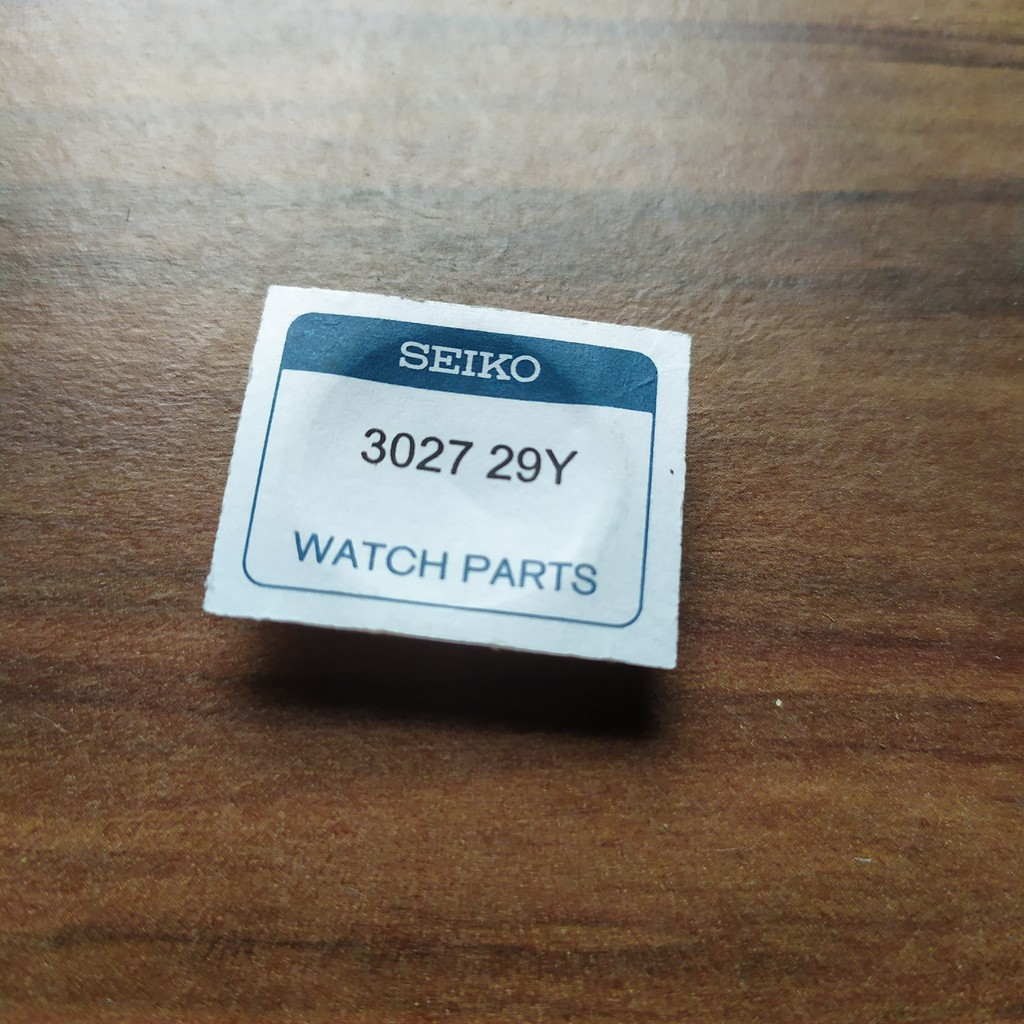 SEIKO
3027 29Y
WATCH PARTS